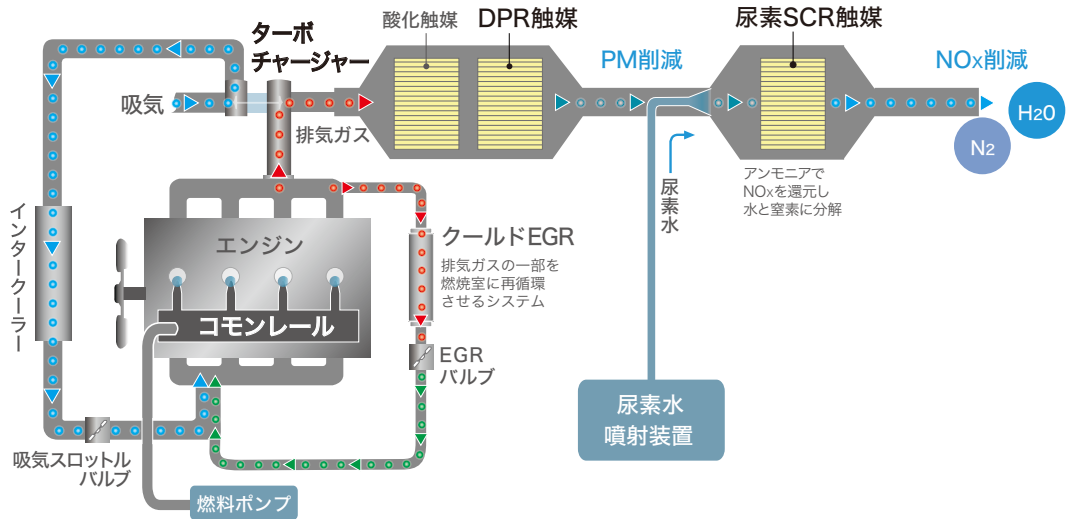 酸化触媒
DPR触媒
尿素SCR触媒
ターボ
チャージャー
PM削減
NOx削減
吸気
排気ガス
H2O
N2
尿素水
アンモニアで
NOxを還元し
水と窒素に分解
インタークーラー
エンジン
クールドEGR
排気ガスの一部を
燃焼室に再循環
させるシステム
コモンレール
EGR
バルブ
尿素水
噴射装置
吸気スロットル
バルブ
燃料ポンプ